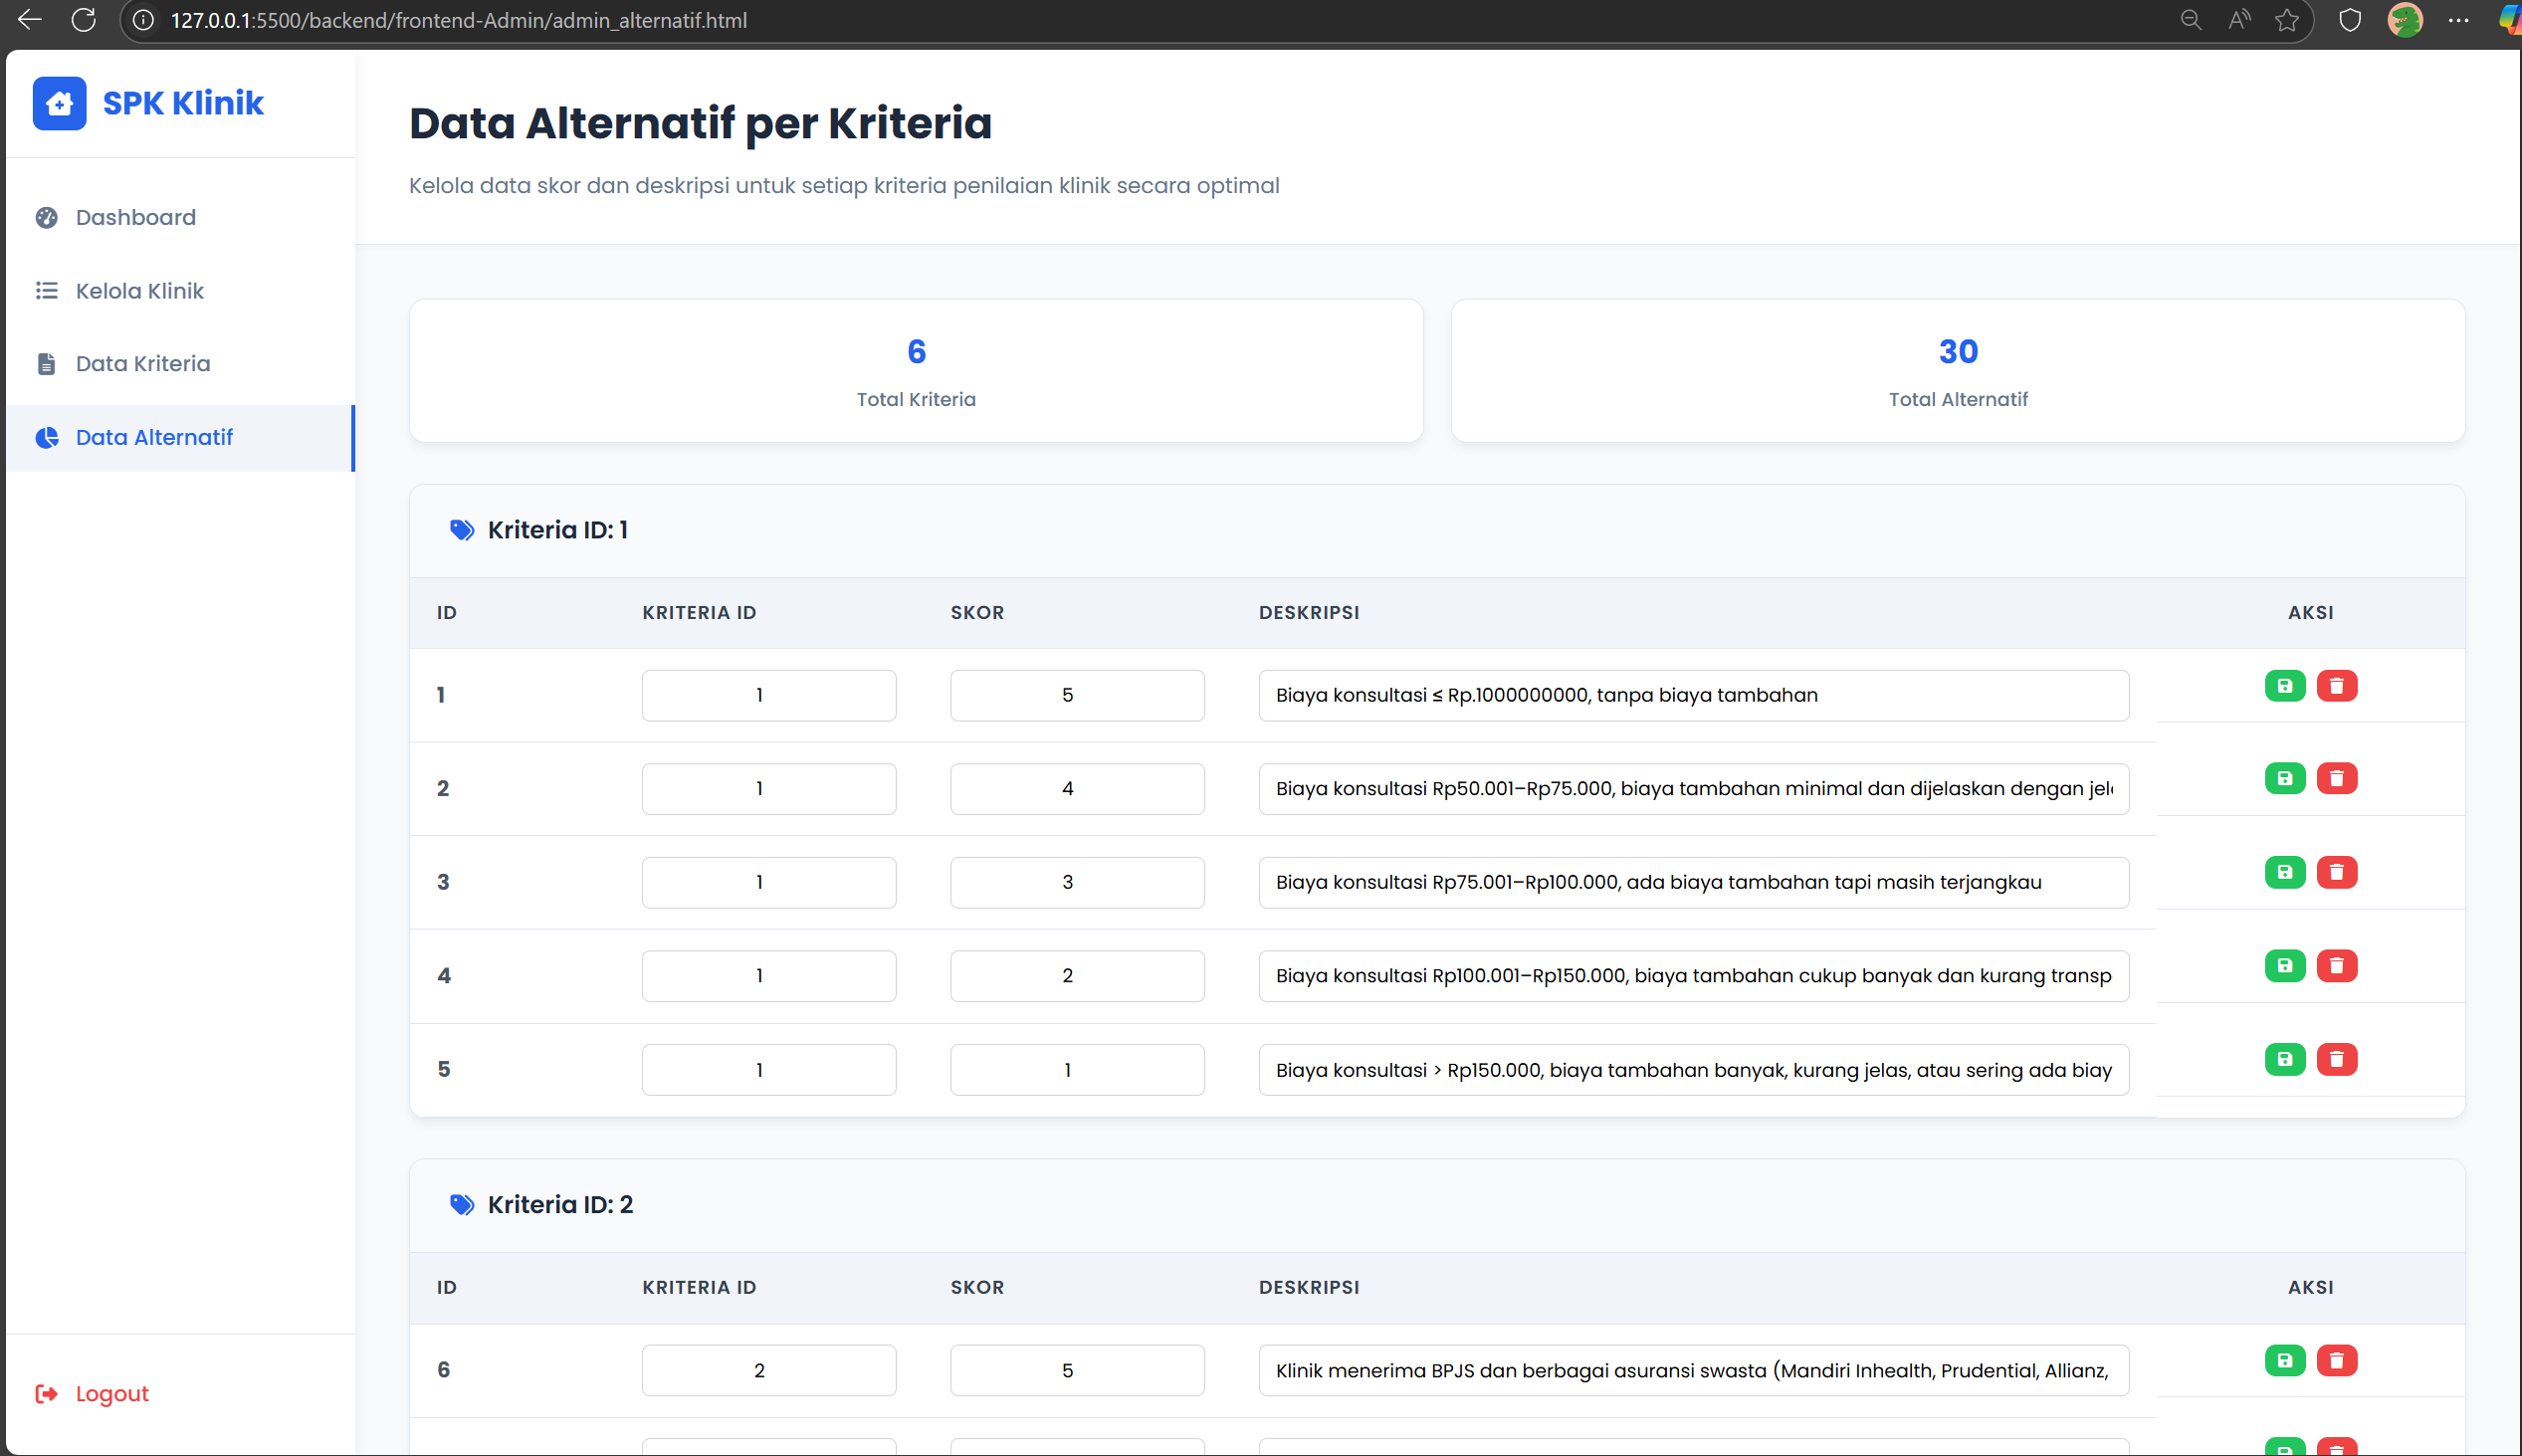 127.0.0.1:5500/backend/frontend-Admin/admin_alternatif.html
SPK Klinik
Dashboard
Kelola Klinik
Data Kriteria
Data Alternatif
Logout
Data Alternatif per Kriteria
Kelola data skor dan deskripsi untuk setiap kriteria penilaian klinik secara optimal
6
Total Kriteria
30
Total Alternatif
Kriteria ID: 1
ID KRITERIA ID SKOR DESKRIPSI AKSI
1 1 5 Biaya konsultasi ≤ Rp.1000000000, tanpa biaya tambahan
2 1 4 Biaya konsultasi Rp50.001–Rp75.000, biaya tambahan minimal dan dijelaskan dengan jel
3 1 3 Biaya konsultasi Rp75.001–Rp100.000, ada biaya tambahan tapi masih terjangkau
4 1 2 Biaya konsultasi Rp100.001–Rp150.000, biaya tambahan cukup banyak dan kurang transp
5 1 1 Biaya konsultasi > Rp150.000, biaya tambahan banyak, kurang jelas, atau sering ada biay
Kriteria ID: 2
ID KRITERIA ID SKOR DESKRIPSI AKSI
6 2 5 Klinik menerima BPJS dan berbagai asuransi swasta (Mandiri Inhealth, Prudential, Allianz,